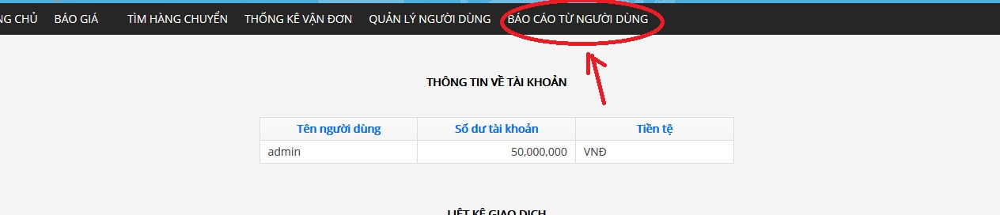 NG CHỦ BÁO GIÁ TÌM HÀNG CHUYỂN THỐNG KÊ VẬN ĐƠN QUẢN LÝ NGƯỜI DÙNG BÁO CÁO TỪ NGƯỜI DÙNG
THÔNG TIN VỀ TÀI KHOẢN
Tên người dùng Số dư tài khoản Tiền tệ
admin 50,000,000 VNĐ
LIỆT KÊ GIAO DỊCH